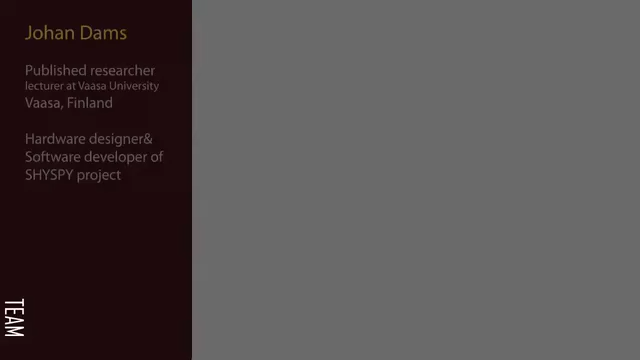 Johan Dams
Published researcher
lecturer at Vaasa University
Vaasa, Finland
Hardware designer&
Software developer of
SHYSPY project
TEAM